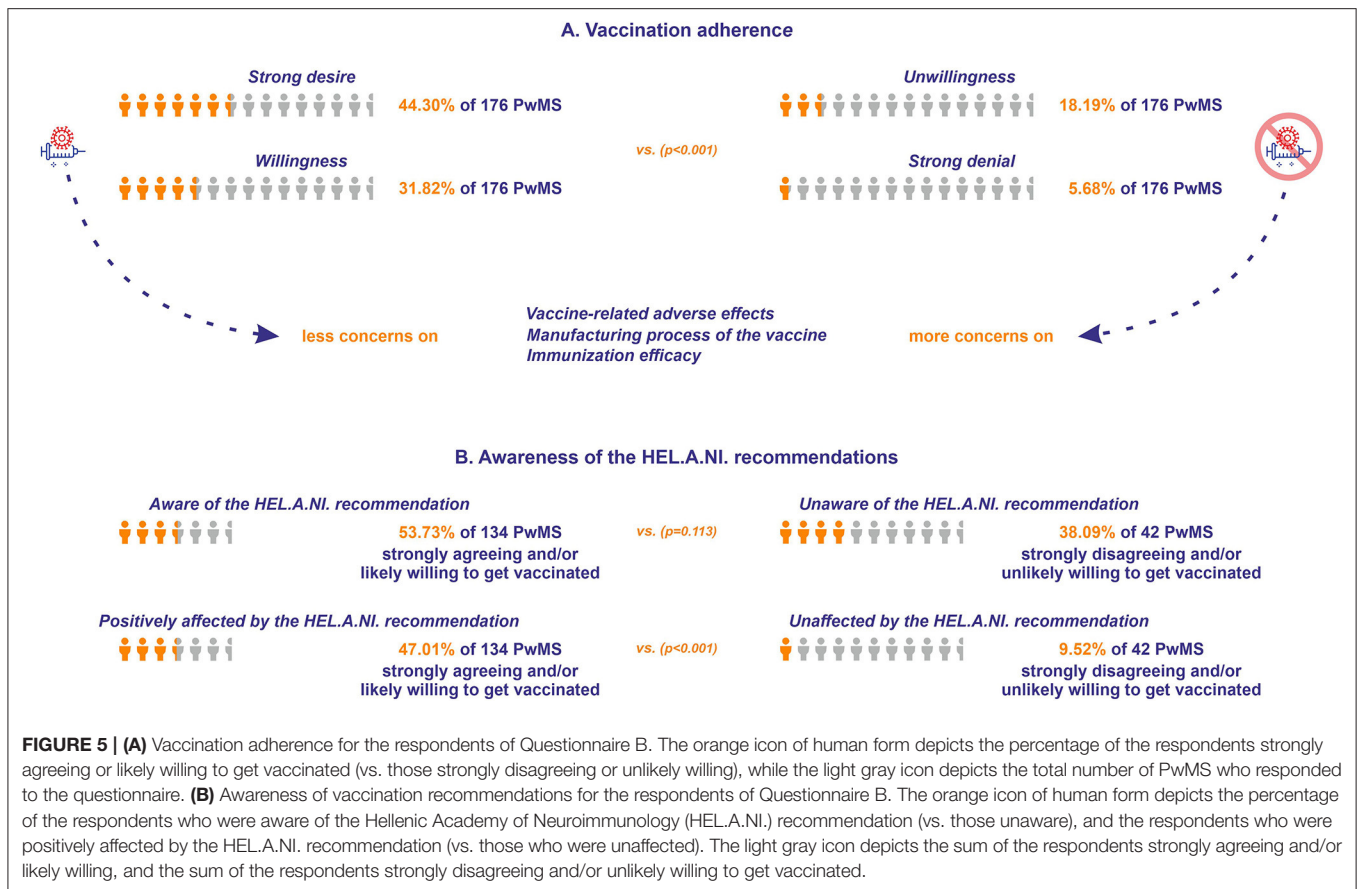 A. Vaccination adherence
Strong desire
44.30% of 176 PwMS
Unwillingness
18.19% of 176 PwMS
vs. (p<0.001)
Willingness
31.82% of 176 PwMS
Strong denial
5.68% of 176 PwMS
less concerns on
Vaccine-related adverse effects
Manufacturing process of the vaccine
Immunization efficacy
more concerns on
B. Awareness of the HEL.A.NI. recommendations
Aware of the HEL.A.NI. recommendation
53.73% of 134 PwMS
strongly agreeing and/or
likely willing to get vaccinated
vs. (p=0.113)
Unaware of the HEL.A.NI. recommendation
38.09% of 42 PwMS
strongly disagreeing and/or
unlikely willing to get vaccinated
Positively affected by the HEL.A.NI. recommendation
47.01% of 134 PwMS
strongly agreeing and/or
likely willing to get vaccinated
vs. (p<0.001)
Unaffected by the HEL.A.NI. recommendation
9.52% of 42 PwMS
strongly disagreeing and/or
unlikely willing to get vaccinated
FIGURE 5 | (A) Vaccination adherence for the respondents of Questionnaire B. The orange icon of human form depicts the percentage of the respondents strongly
agreeing or likely willing to get vaccinated (vs. those strongly disagreeing or unlikely willing), while the light gray icon depicts the total number of PwMS who responded
to the questionnaire. (B) Awareness of vaccination recommendations for the respondents of Questionnaire B. The orange icon of human form depicts the percentage
of the respondents who were aware of the Hellenic Academy of Neuroimmunology (HEL.A.NI.) recommendation (vs. those unaware), and the respondents who were
positively affected by the HEL.A.NI. recommendation (vs. those who were unaffected). The light gray icon depicts the sum of the respondents strongly agreeing and/or
likely willing, and the sum of the respondents strongly disagreeing and/or unlikely willing to get vaccinated.